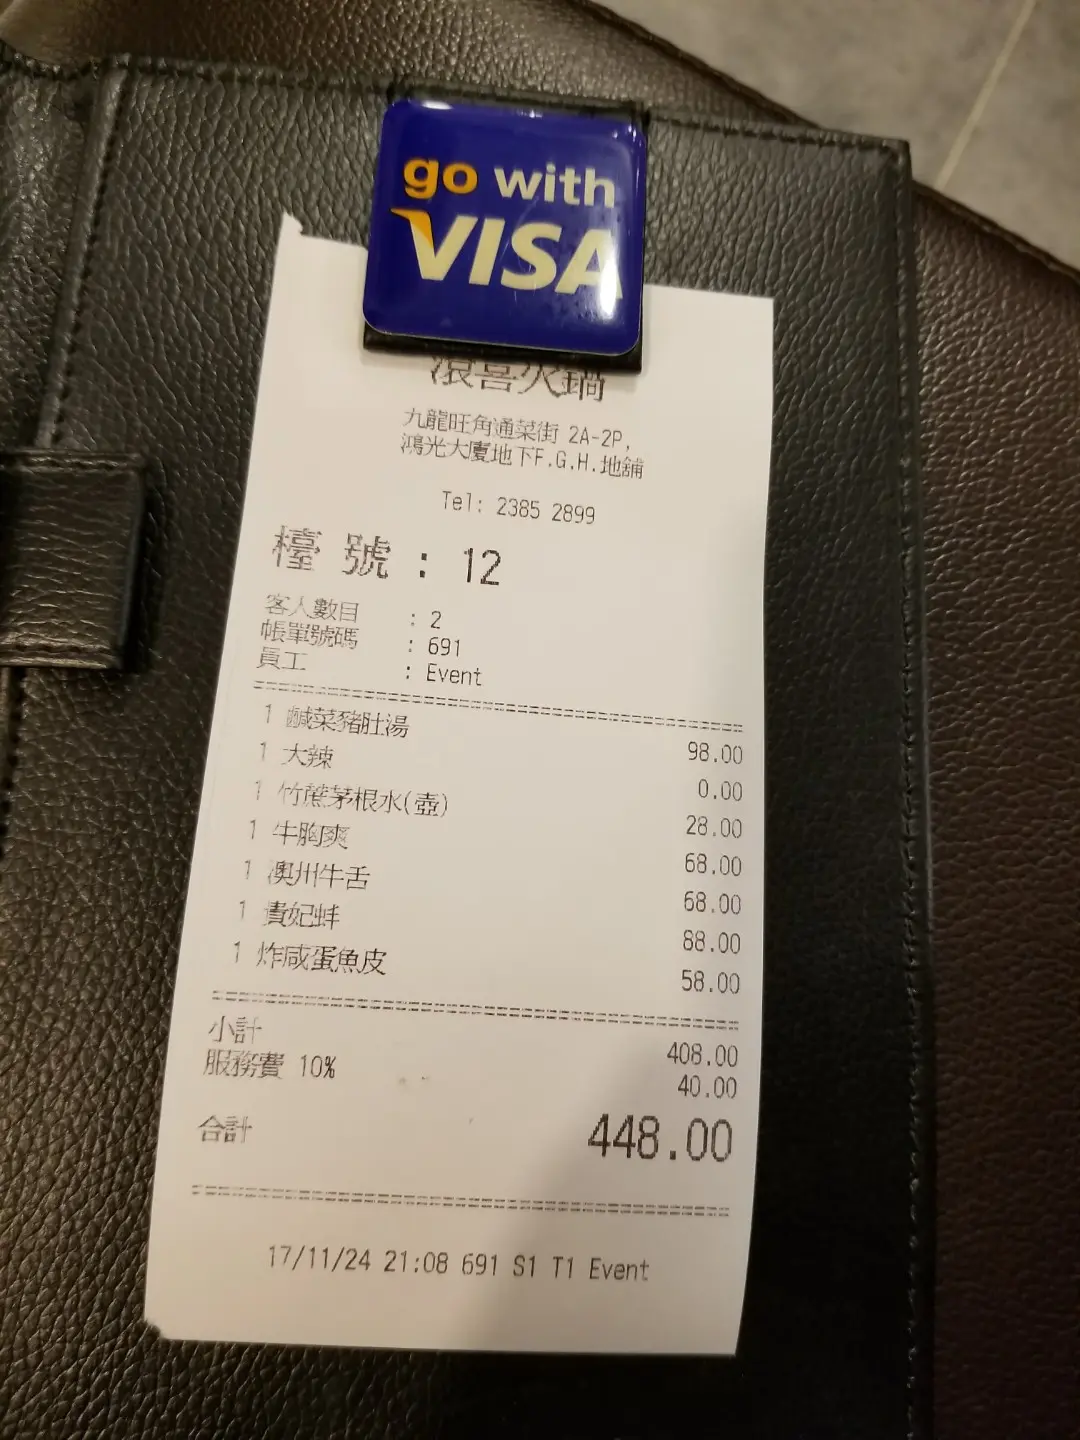 go with
VISA
滾喜火鍋
九龍旺角通菜街 2A-2P,
鴻光大廈地下F.G.H.地舖
Tel: 2385 2899
檯 號 : 12
客人數目 : 2
帳單號碼 : 691
員工 : Event
1 鹹菜豬肚湯 98.00
1 大辣 0.00
1 竹蔗茅根水(壺) 28.00
1 牛胸爽 68.00
1 澳州牛舌 68.00
1 貴妃蚌 88.00
1 炸咸蛋魚皮 58.00
小計 408.00
服務費 10% 40.00
合計 448.00
17/11/24 21:08 691 S1 T1 Event